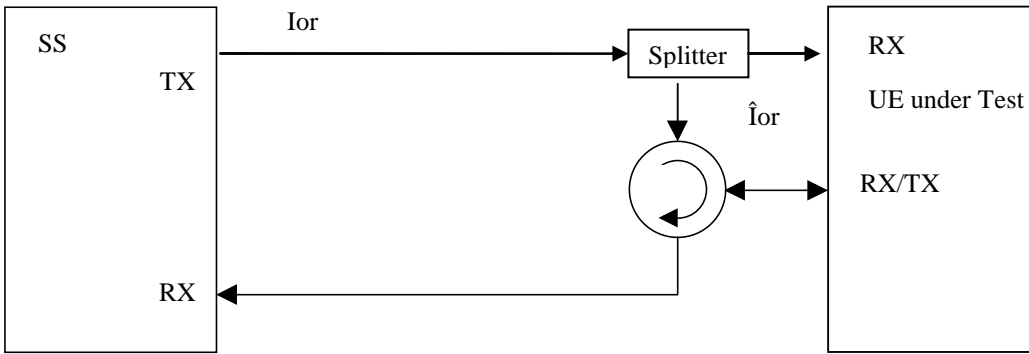 Ior
SS
Splitter
RX
TX
UE under Test
Îor
RX/TX
RX